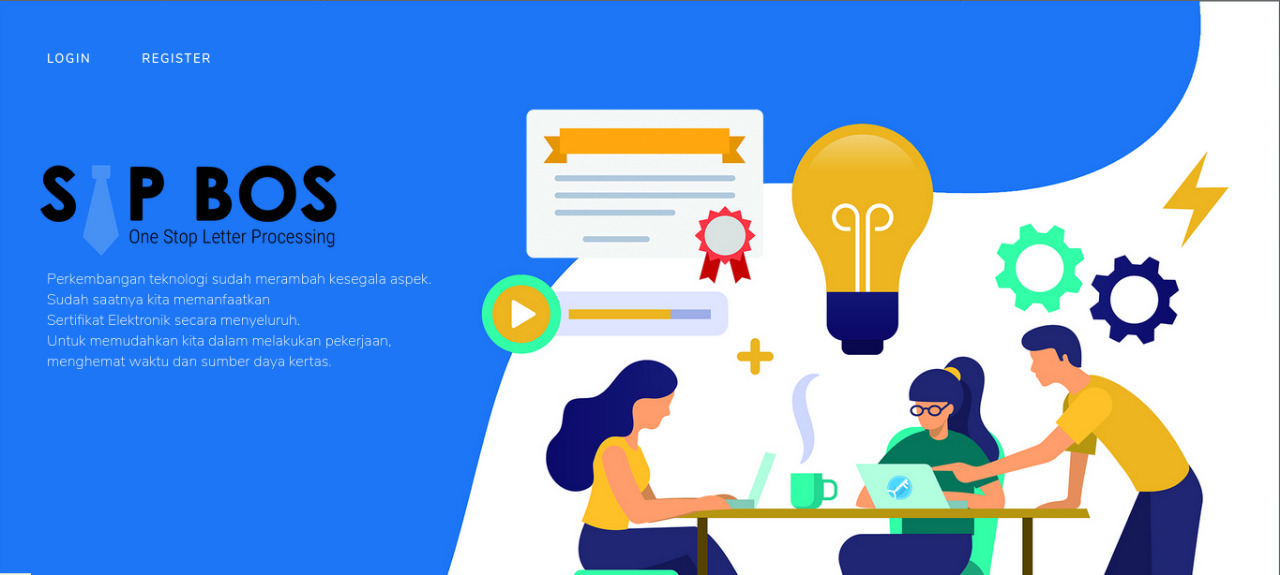 LOGIN REGISTER
SIAP BOS
One Stop Letter Processing
Perkembangan teknologi sudah merambah kesegala aspek.
Sudah saatnya kita memanfaatkan
Sertifikat Elektronik secara menyeluruh.
Untuk memudahkan kita dalam melakukan pekerjaan,
menghemat waktu dan sumber daya kertas.